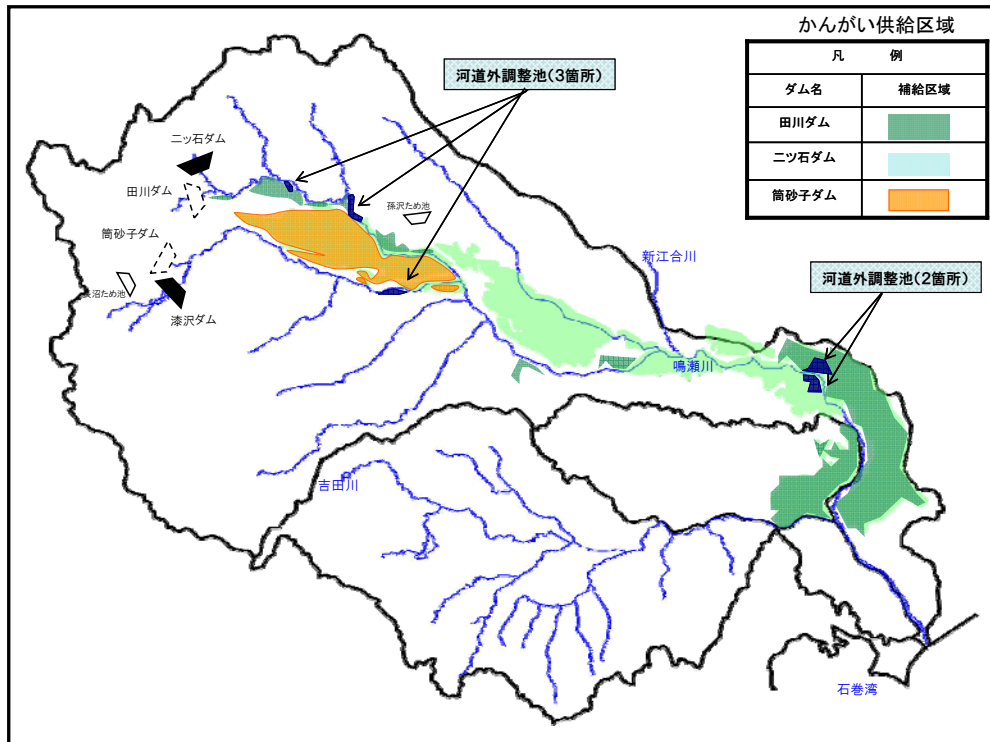 かんがい供給区域
凡　例
ダム名 補給区域
田川ダム
二ツ石ダム
筒砂子ダム
河道外調整池(3箇所)
二ッ石ダム
田川ダム
孫沢ため池
筒砂子ダム
新江合川
河道外調整池(2箇所)
沼ため池
漆沢ダム
鳴瀬川
吉田川
石巻湾